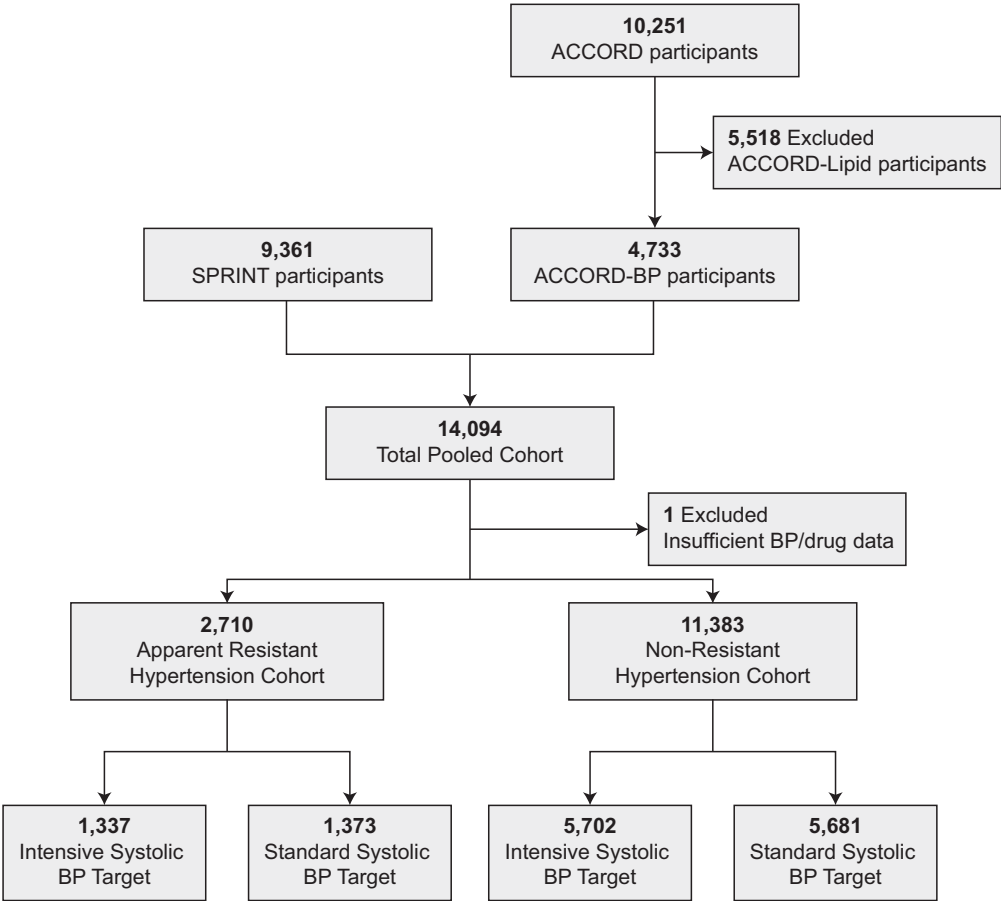 10,251
ACCORD participants
5,518 Excluded
ACCORD-Lipid participants
9,361
SPRINT participants
4,733
ACCORD-BP participants
14,094
Total Pooled Cohort
1 Excluded
Insufficient BP/drug data
2,710
Apparent Resistant
Hypertension Cohort
11,383
Non-Resistant
Hypertension Cohort
1,337
Intensive Systolic
BP Target
1,373
Standard Systolic
BP Target
5,702
Intensive Systolic
BP Target
5,681
Standard Systolic
BP Target